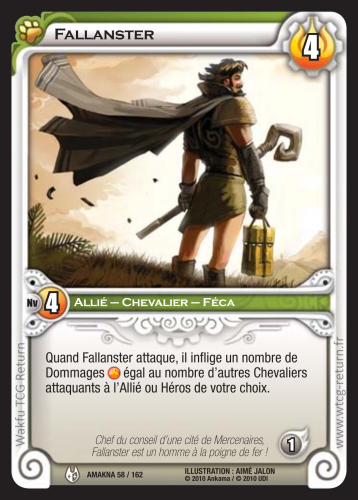 FALLANSTER
4
Nv 4 ALLIÉ – CHEVALIER – FÉCA
Quand Fallanster attaque, il inflige un nombre de
Dommages égal au nombre d'autres Chevaliers
attaquants à l'Allié ou Héros de votre choix.
Chef du conseil d'une cité de Mercenaires,
Fallanster est un homme à la poigne de fer !
1
AMAKNA 58 / 162
ILLUSTRATION : AIMÉ JALON
© 2010 Ankama / © 2010 UDI
Wakfu TCG Return
www.wtcg-return.fr